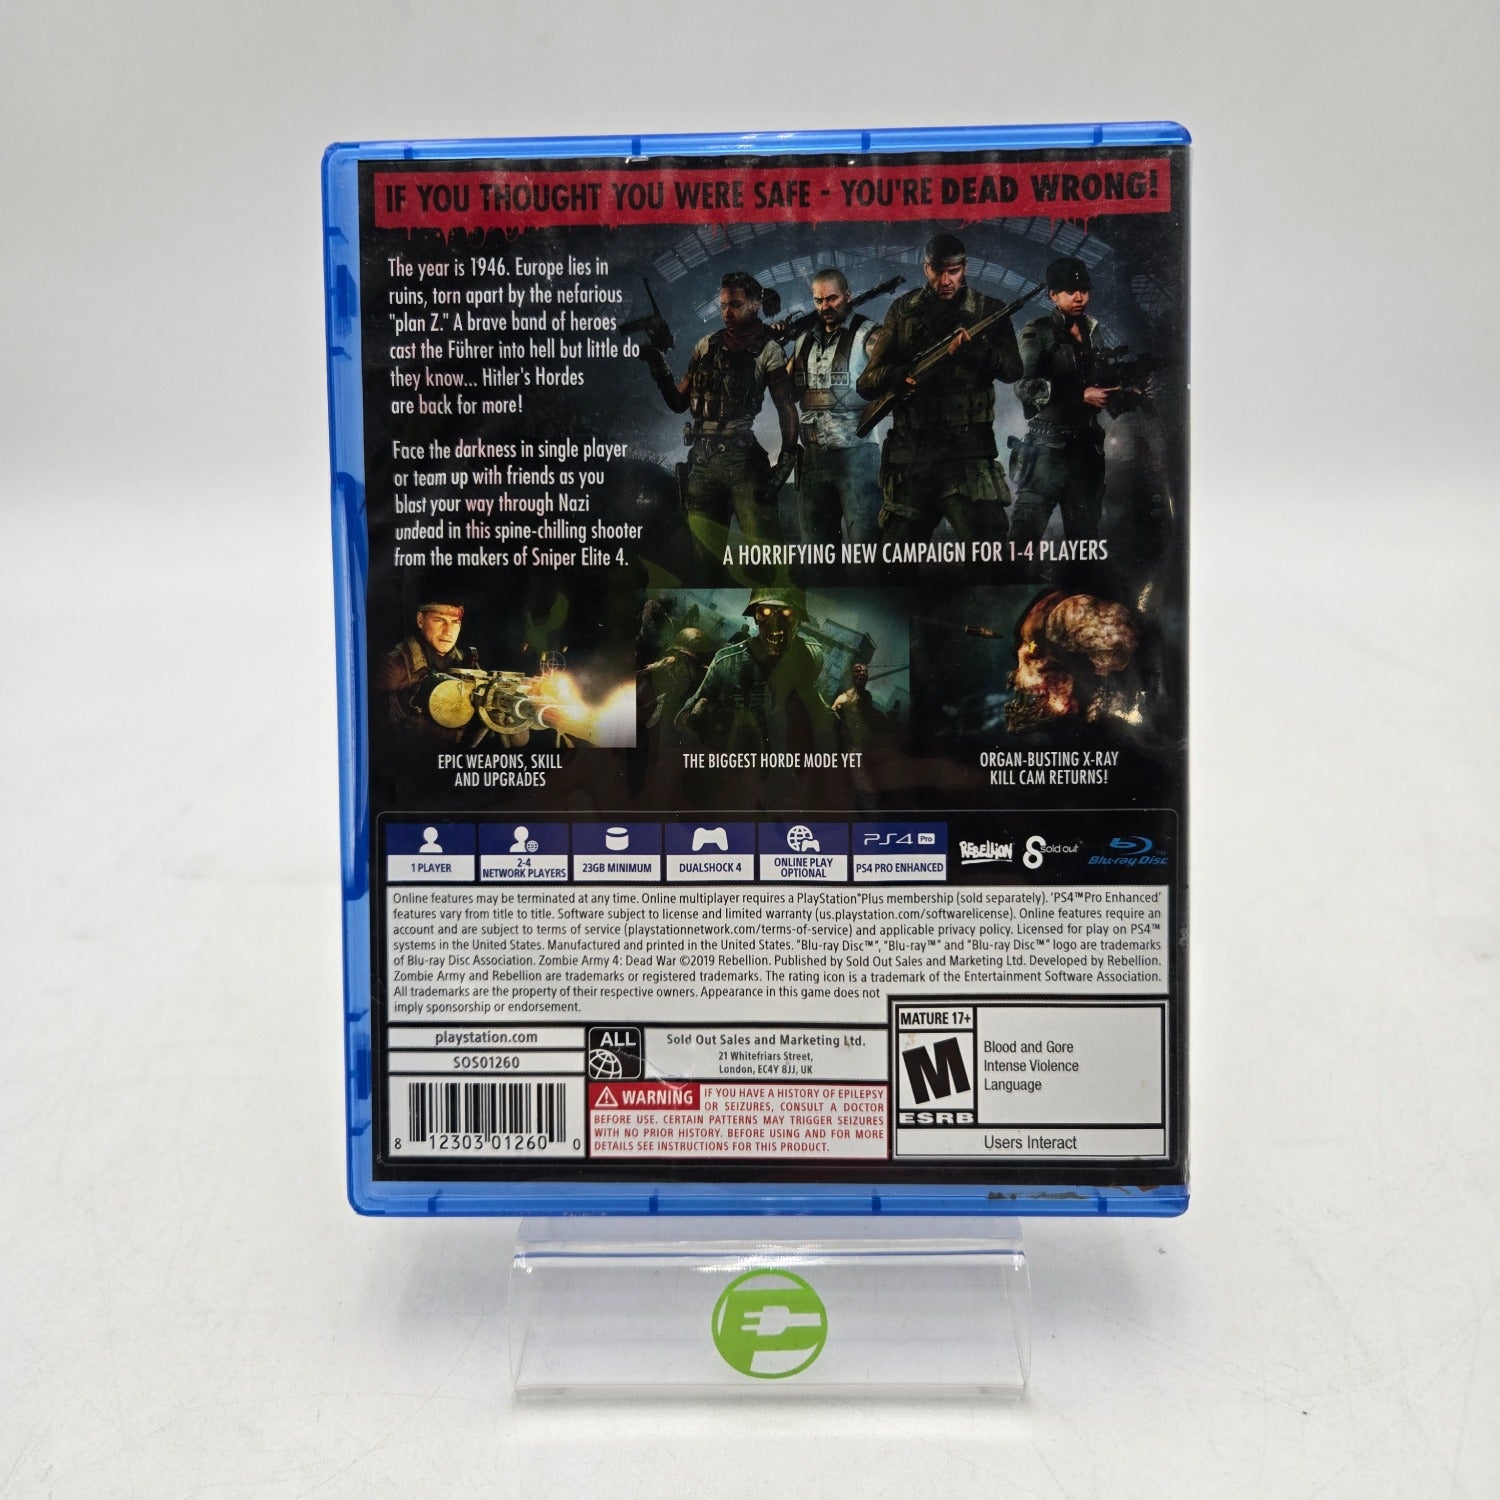 IF YOU THOUGHT YOU WERE SAFE - YOU'RE DEAD WRONG!
The year is 1946. Europe lies in
ruins, torn apart by the nefarious
"plan Z." A brave band of heroes
cast the Führer into hell but little do
they know... Hitler's Hordes
are back for more!
Face the darkness in single player
or team up with friends as you
blast your way through Nazi
undead in this spine-chilling shooter
from the makers of Sniper Elite 4.
A HORRIFYING NEW CAMPAIGN FOR 1-4 PLAYERS
EPIC WEAPONS, SKILL
AND UPGRADES
THE BIGGEST HORDE MODE YET
ORGAN-BUSTING X-RAY
KILL CAM RETURNS!
1 PLAYER
2-4
NETWORK PLAYERS
23GB MINIMUM
DUALSHOCK 4
ONLINE PLAY
OPTIONAL
PS4 Pro
PS4 PRO ENHANCED
REBELLION
Sold out
Blu-ray Disc™
Online features may be terminated at any time. Online multiplayer requires a PlayStation®Plus membership (sold separately). 'PS4™Pro Enhanced'
features vary from title to title. Software subject to license and limited warranty (us.playstation.com/softwarelicense). Online features require an
account and are subject to terms of service (playstationnetwork.com/terms-of-service) and applicable privacy policy. Licensed for play on PS4™
systems in the United States. Manufactured and printed in the United States. "Blu-ray Disc™", "Blu-ray™" and "Blu-ray Disc™" logo are trademarks
of Blu-ray Disc Association. Zombie Army 4: Dead War ©2019 Rebellion. Published by Sold Out Sales and Marketing Ltd. Developed by Rebellion.
Zombie Army and Rebellion are trademarks or registered trademarks. The rating icon is a trademark of the Entertainment Software Association.
All trademarks are the property of their respective owners. Appearance in this game does not
imply sponsorship or endorsement.
playstation.com
SOS01260
8 12303 01260 0
ALL
Sold Out Sales and Marketing Ltd.
21 Whitefriars Street,
London, EC4Y 8JJ, UK
WARNING IF YOU HAVE A HISTORY OF EPILEPSY
OR SEIZURES, CONSULT A DOCTOR
BEFORE USE. CERTAIN PATTERNS MAY TRIGGER SEIZURES
WITH NO PRIOR HISTORY. BEFORE USING AND FOR MORE
DETAILS SEE INSTRUCTIONS FOR THIS PRODUCT.
MATURE 17+
M
ESRB
Blood and Gore
Intense Violence
Language
Users Interact